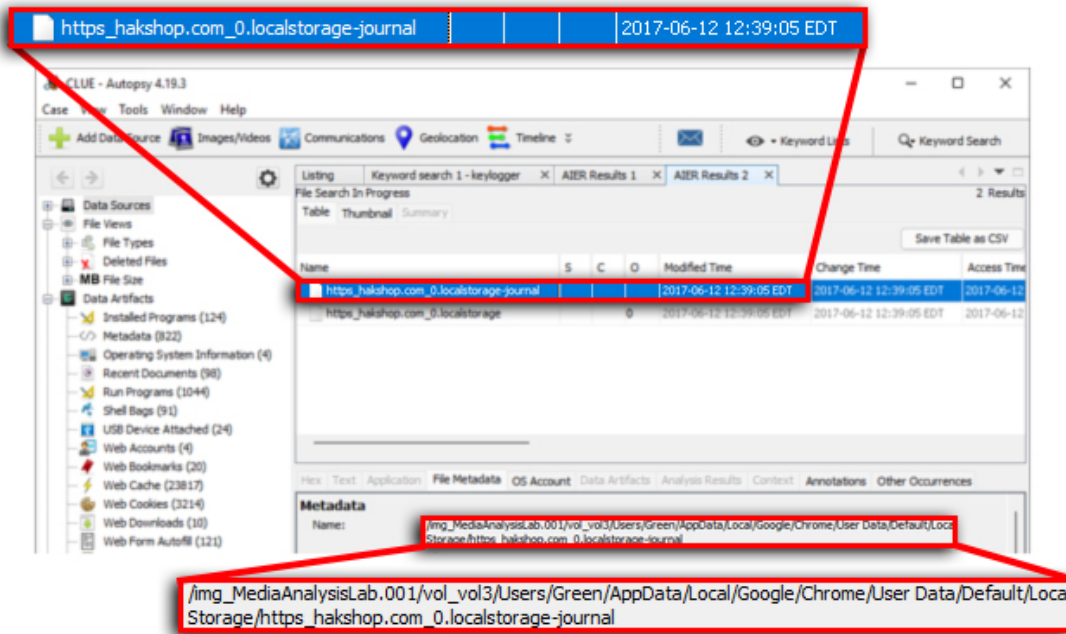 https_hakshop.com_0.localstorage-journal 2017-06-12 12:39:05 EDT
CLUE - Autopsy 4.19.3
Case View Tools Window Help
Add Data Source Images/Videos Communications Geolocation Timeline Keyword Lists Keyword Search
Listing Keyword search 1 - keylogger X AIER Results 1 X AIER Results 2 X
File Search In Progress 2 Results
Table Thumbnail Summary
Save Table as CSV
Name S C O Modified Time Change Time Access Time
https_hakshop.com_0.localstorage-journal 2017-06-12 12:39:05 EDT 2017-06-12 12:39:05 EDT 2017-06-12
https_hakshop.com_0.localstorage 0 2017-06-12 12:39:05 EDT 2017-06-12 12:39:05 EDT 2017-06-12
Data Sources
File Views
File Types
Deleted Files
MB File Size
Data Artifacts
Installed Programs (124)
Metadata (822)
Operating System Information (4)
Recent Documents (98)
Run Programs (1044)
Shell Bags (91)
USB Device Attached (24)
Web Accounts (4)
Web Bookmarks (20)
Web Cache (23817)
Web Cookies (3214)
Web Downloads (10)
Web Form Autofill (121)
Hex Text Application File Metadata OS Account Data Artifacts Analysis Results Context Annotations Other Occurrences
Metadata
Name: /img_MediaAnalysisLab.001/vol_vol3/Users/Green/AppData/Local/Google/Chrome/User Data/Default/Loca
Storage/https_hakshop.com_0.localstorage-journal
/img_MediaAnalysisLab.001/vol_vol3/Users/Green/AppData/Local/Google/Chrome/User Data/Default/Loca
Storage/https_hakshop.com_0.localstorage-journal